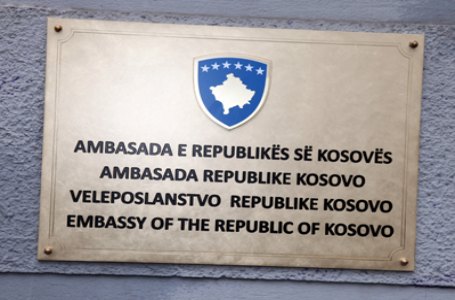 AMBASADA E REPUBLIKËS SË KOSOVËS
AMBASADA REPUBLIKE KOSOVO
VELEPOSLANSTVO REPUBLIKE KOSOVO
EMBASSY OF THE REPUBLIC OF KOSOVO